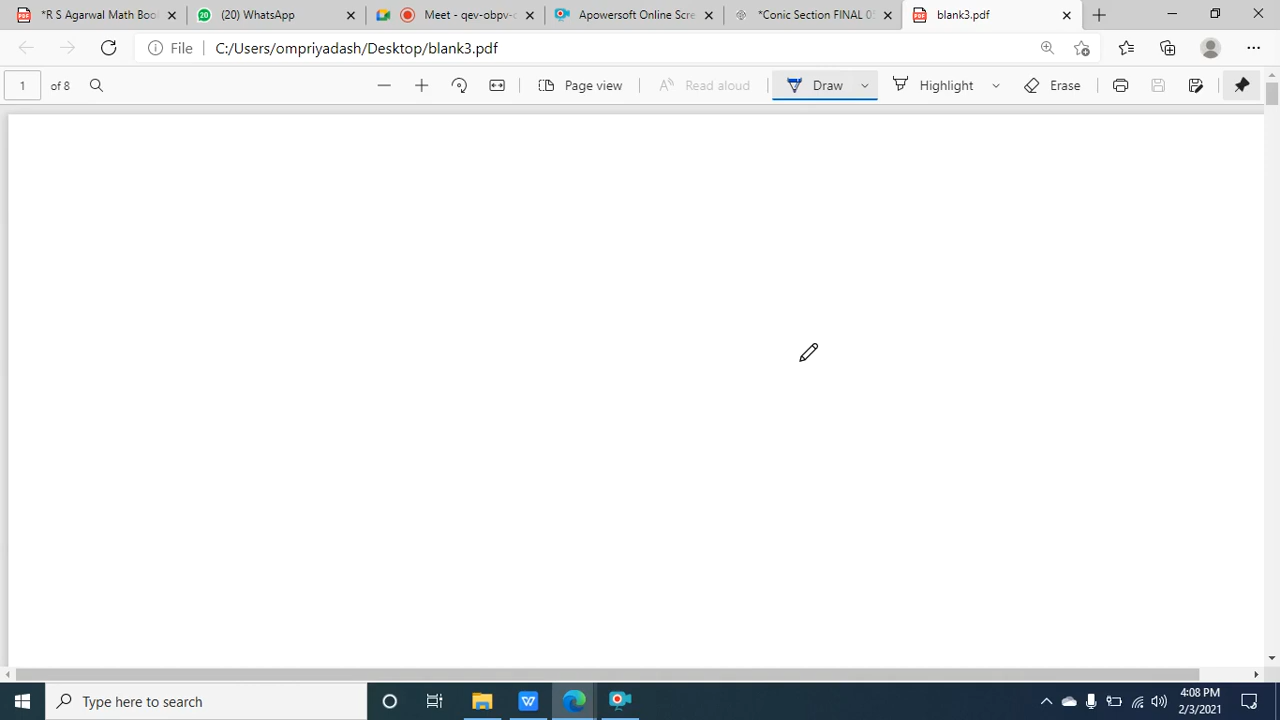 *R S Agarwal Math Boo
(20) WhatsApp
Meet - qev-obpv-c
Apowersoft Online Scre
*Conic Section FINAL 05
blank3.pdf
File
C:/Users/ompriyadash/Desktop/blank3.pdf
1 of 8
Page view
Read aloud
Draw
Highlight
Erase
Type here to search
4:08 PM
2/3/2021